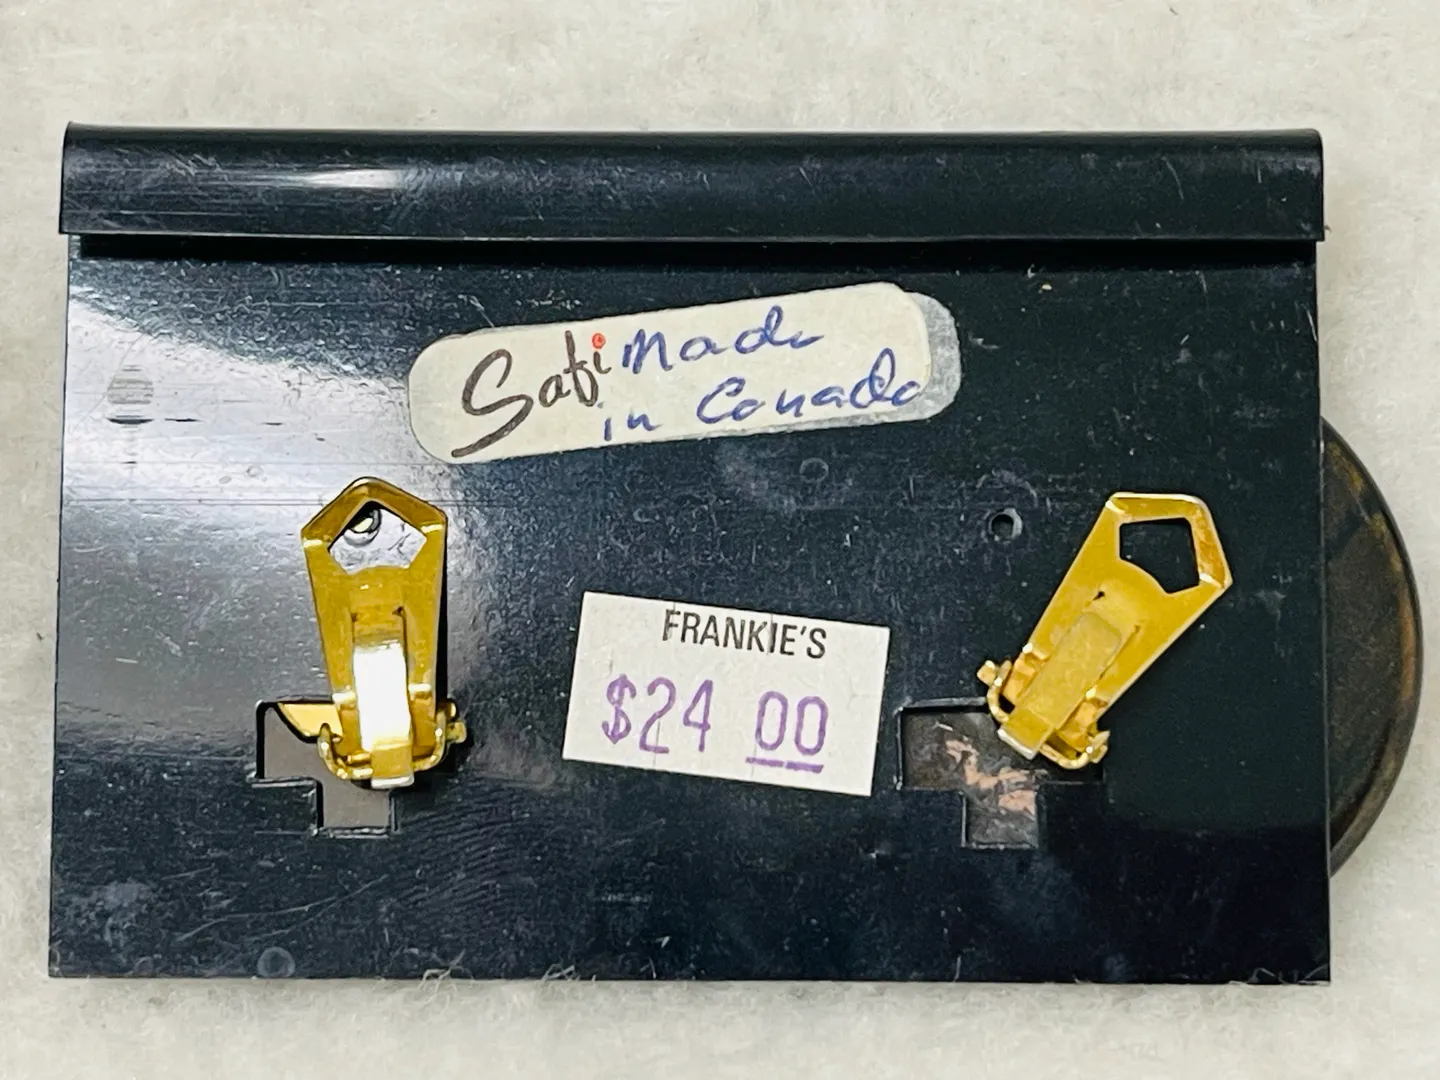 Safi Made
in Canada
FRANKIE'S
$24 00